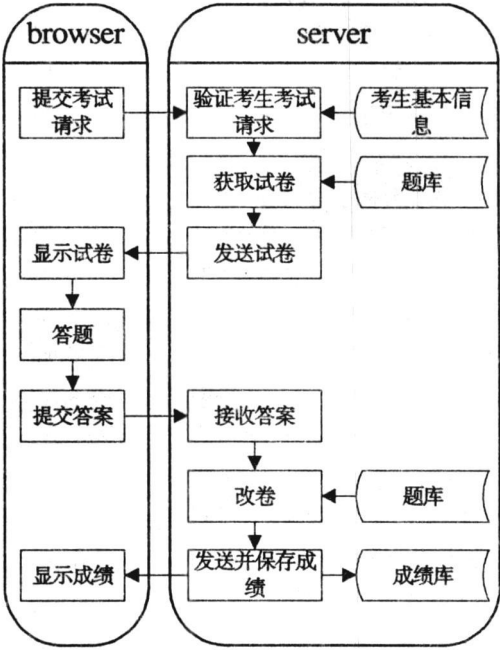 browser
server
提交考试
请求
验证考生考试
请求
考生基本信
息
获取试卷
题库
显示试卷
发送试卷
答题
提交答案
接收答案
改卷
题库
显示成绩
发送并保存成
绩
成绩库